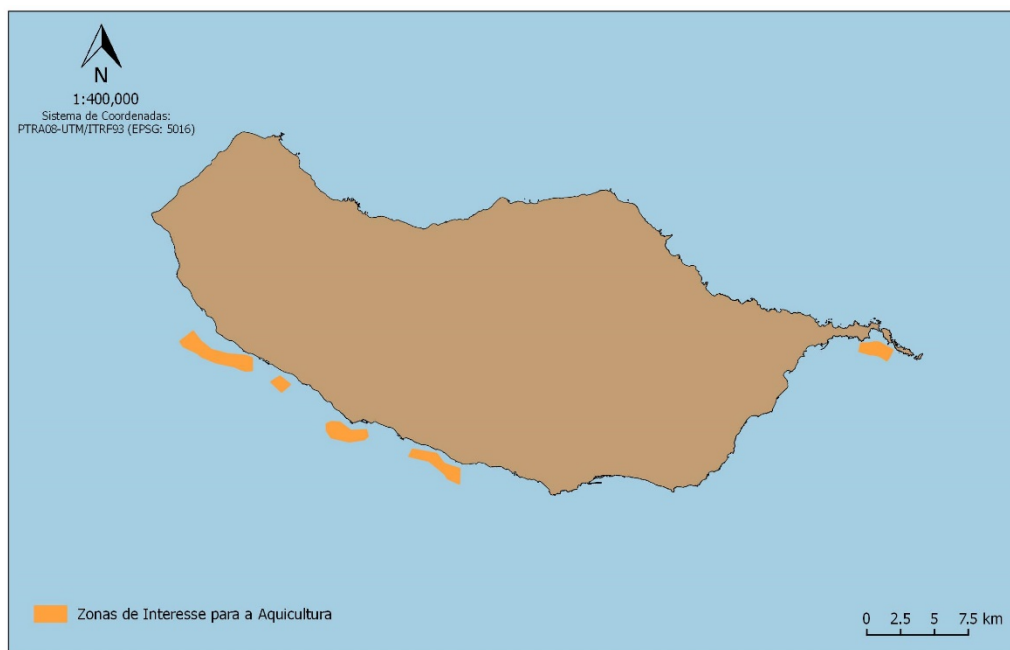 N
1:400,000
Sistema de Coordenadas:
PTRA08-UTM/ITRF93 (EPSG: 5016)
Zonas de Interesse para a Aquicultura
0 2.5 5 7.5 km